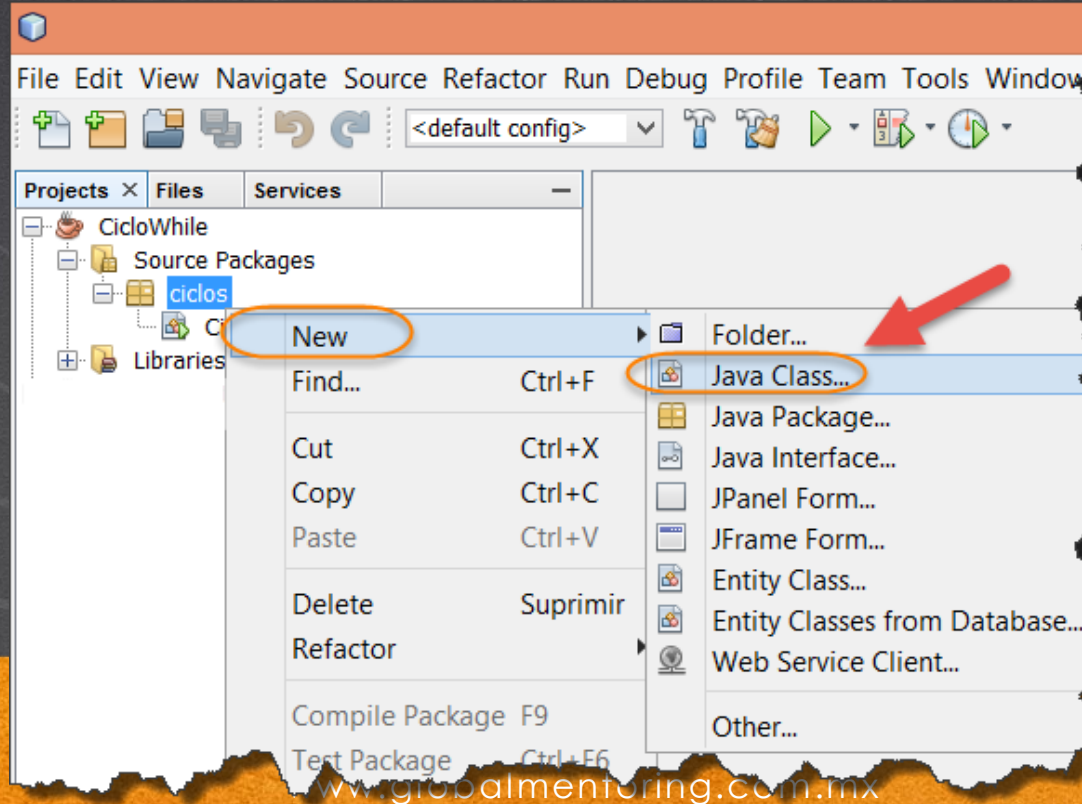 File Edit View Navigate Source Refactor Run Debug Profile Team Tools Window
<default config>
Projects Files Services
CicloWhile
Source Packages
ciclos
Libraries
New
Find... Ctrl+F
Cut Ctrl+X
Copy Ctrl+C
Paste Ctrl+V
Delete Suprimir
Refactor
Compile Package F9
Test Package Ctrl+F6
Folder...
Java Class...
Java Package...
Java Interface...
JPanel Form...
JFrame Form...
Entity Class...
Entity Classes from Database...
Web Service Client...
Other...
www.globalmentoring.com.mx